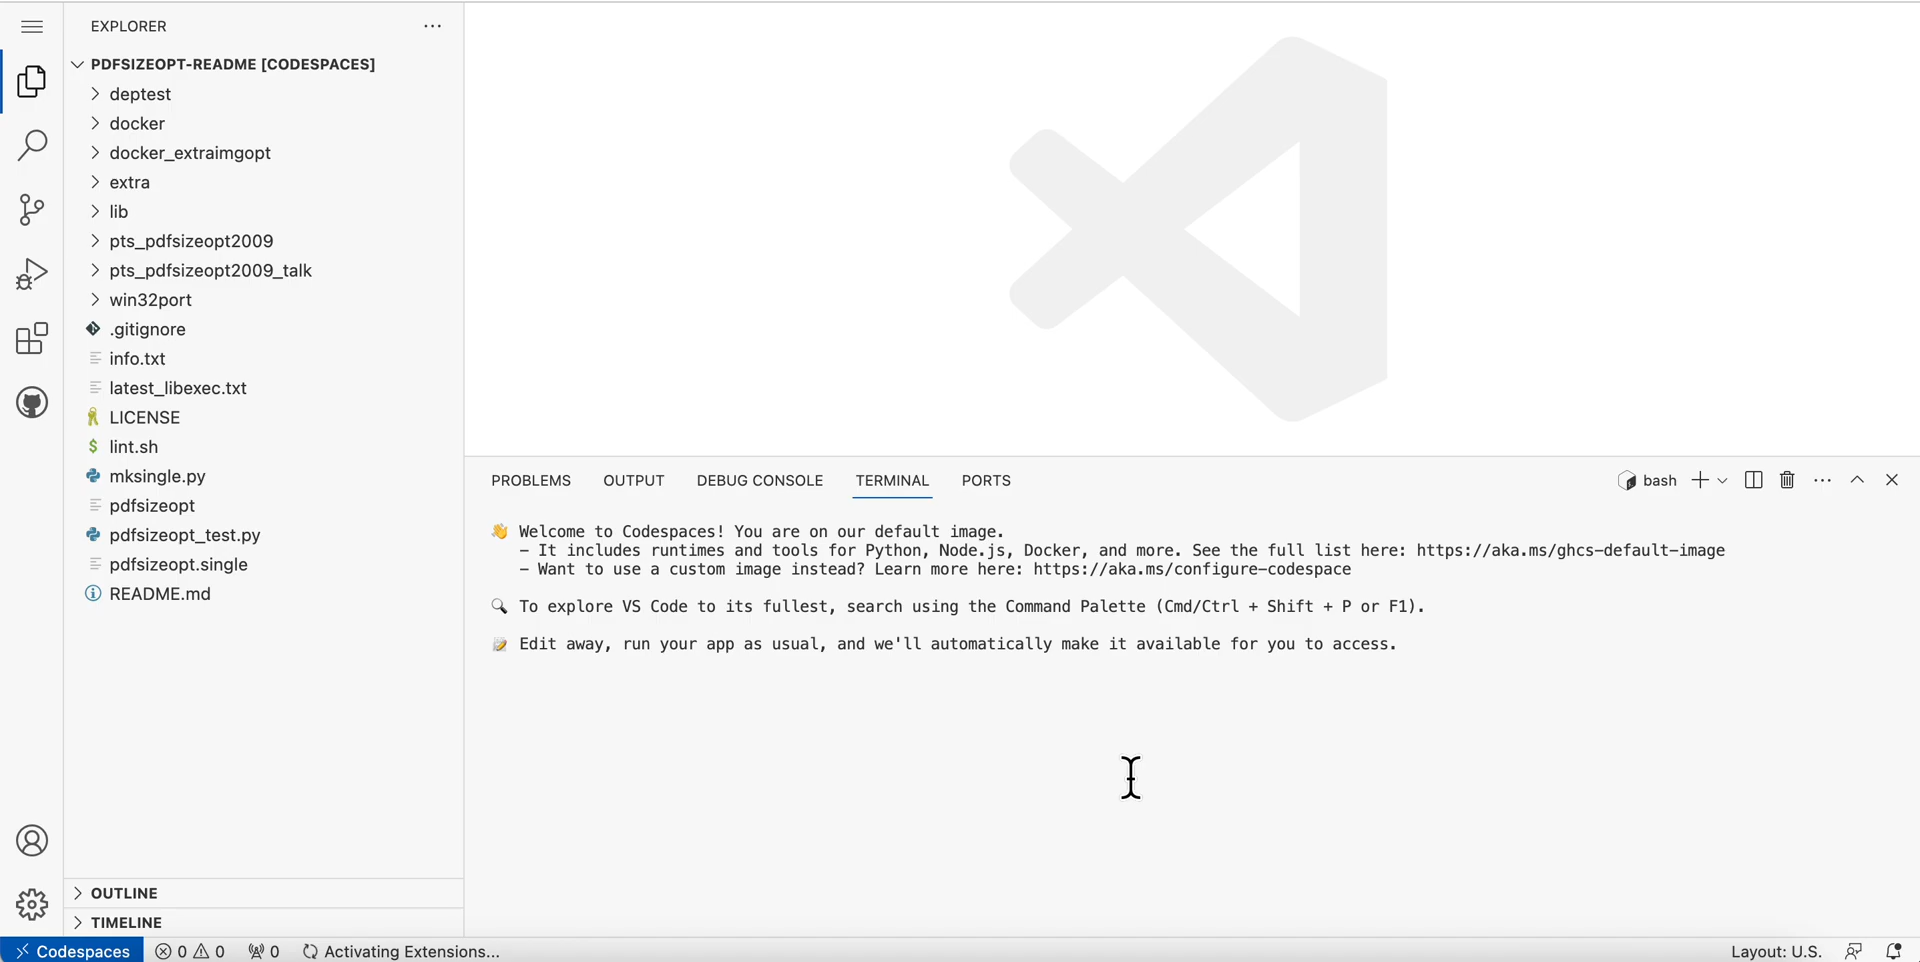 EXPLORER
PDFSIZEOPT-README [CODESPACES]
deptest
docker
docker_extraimgopt
extra
lib
pts_pdfsizeopt2009
pts_pdfsizeopt2009_talk
win32port
.gitignore
info.txt
latest_libexec.txt
LICENSE
lint.sh
mksingle.py
pdfsizeopt
pdfsizeopt_test.py
pdfsizeopt.single
README.md
OUTLINE
TIMELINE
PROBLEMS OUTPUT DEBUG CONSOLE TERMINAL PORTS
bash
👋 Welcome to Codespaces! You are on our default image.
- It includes runtimes and tools for Python, Node.js, Docker, and more. See the full list here: https://aka.ms/ghcs-default-image
- Want to use a custom image instead? Learn more here: https://aka.ms/configure-codespace
🔍 To explore VS Code to its fullest, search using the Command Palette (Cmd/Ctrl + Shift + P or F1).
📝 Edit away, run your app as usual, and we'll automatically make it available for you to access.
Codespaces 0 0 0 Activating Extensions... Layout: U.S.